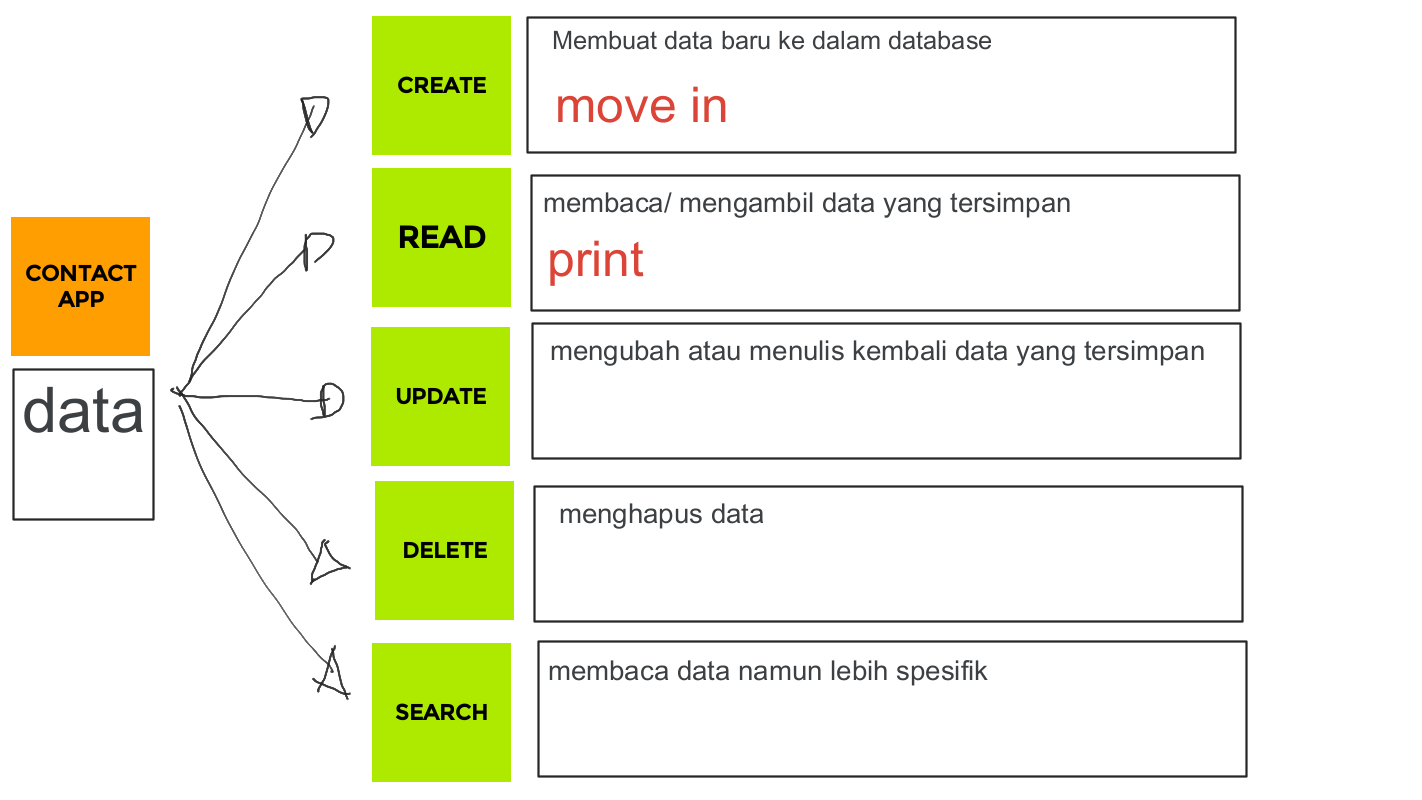 CREATE
Membuat data baru ke dalam database
move in
READ
membaca/ mengambil data yang tersimpan
print
CONTACT
APP
data
UPDATE
mengubah atau menulis kembali data yang tersimpan
DELETE
menghapus data
SEARCH
membaca data namun lebih spesifik